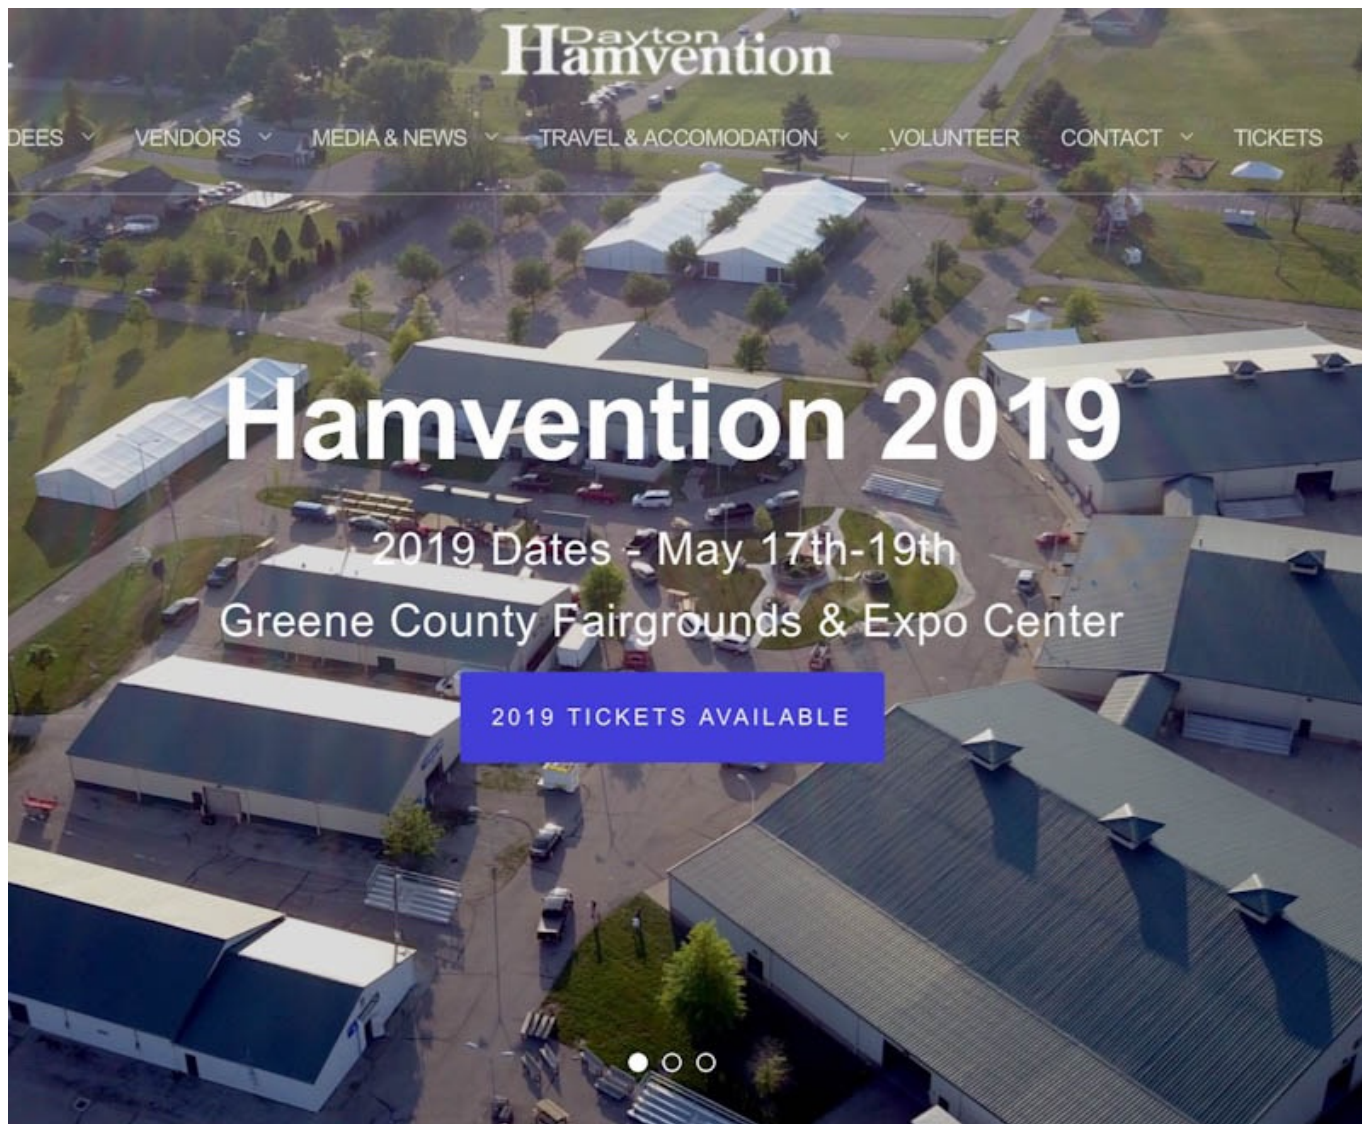 Dayton
Hamvention®
DEES VENDORS MEDIA & NEWS TRAVEL & ACCOMODATION VOLUNTEER CONTACT TICKETS
Hamvention 2019
2019 Dates - May 17th-19th
Greene County Fairgrounds & Expo Center
2019 TICKETS AVAILABLE